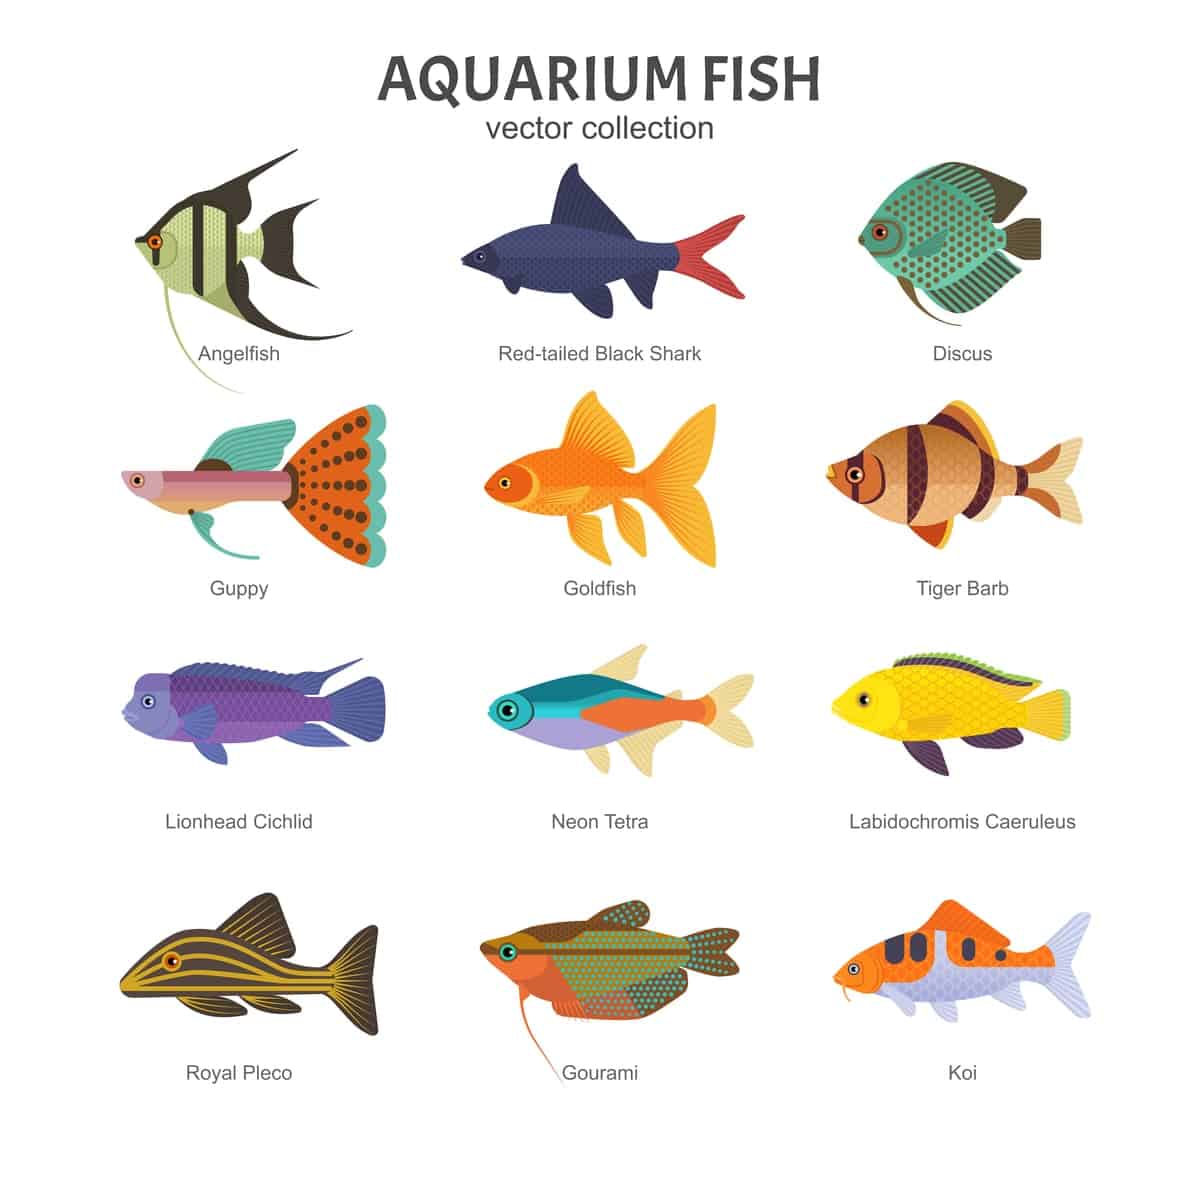 AQUARIUM FISH
vector collection
Angelfish
Red-tailed Black Shark
Discus
Guppy
Goldfish
Tiger Barb
Lionhead Cichlid
Neon Tetra
Labidochromis Caeruleus
Royal Pleco
Gourami
Koi